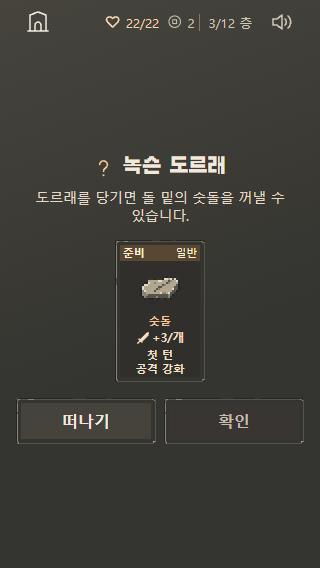 22/22 2 3/12 층
? 녹슨 도르래
도르래를 당기면 돌 밑의 숫돌을 꺼낼 수
있습니다.
준비 일반
숫돌
+3/개
첫 턴
공격 강화
떠나기 확인